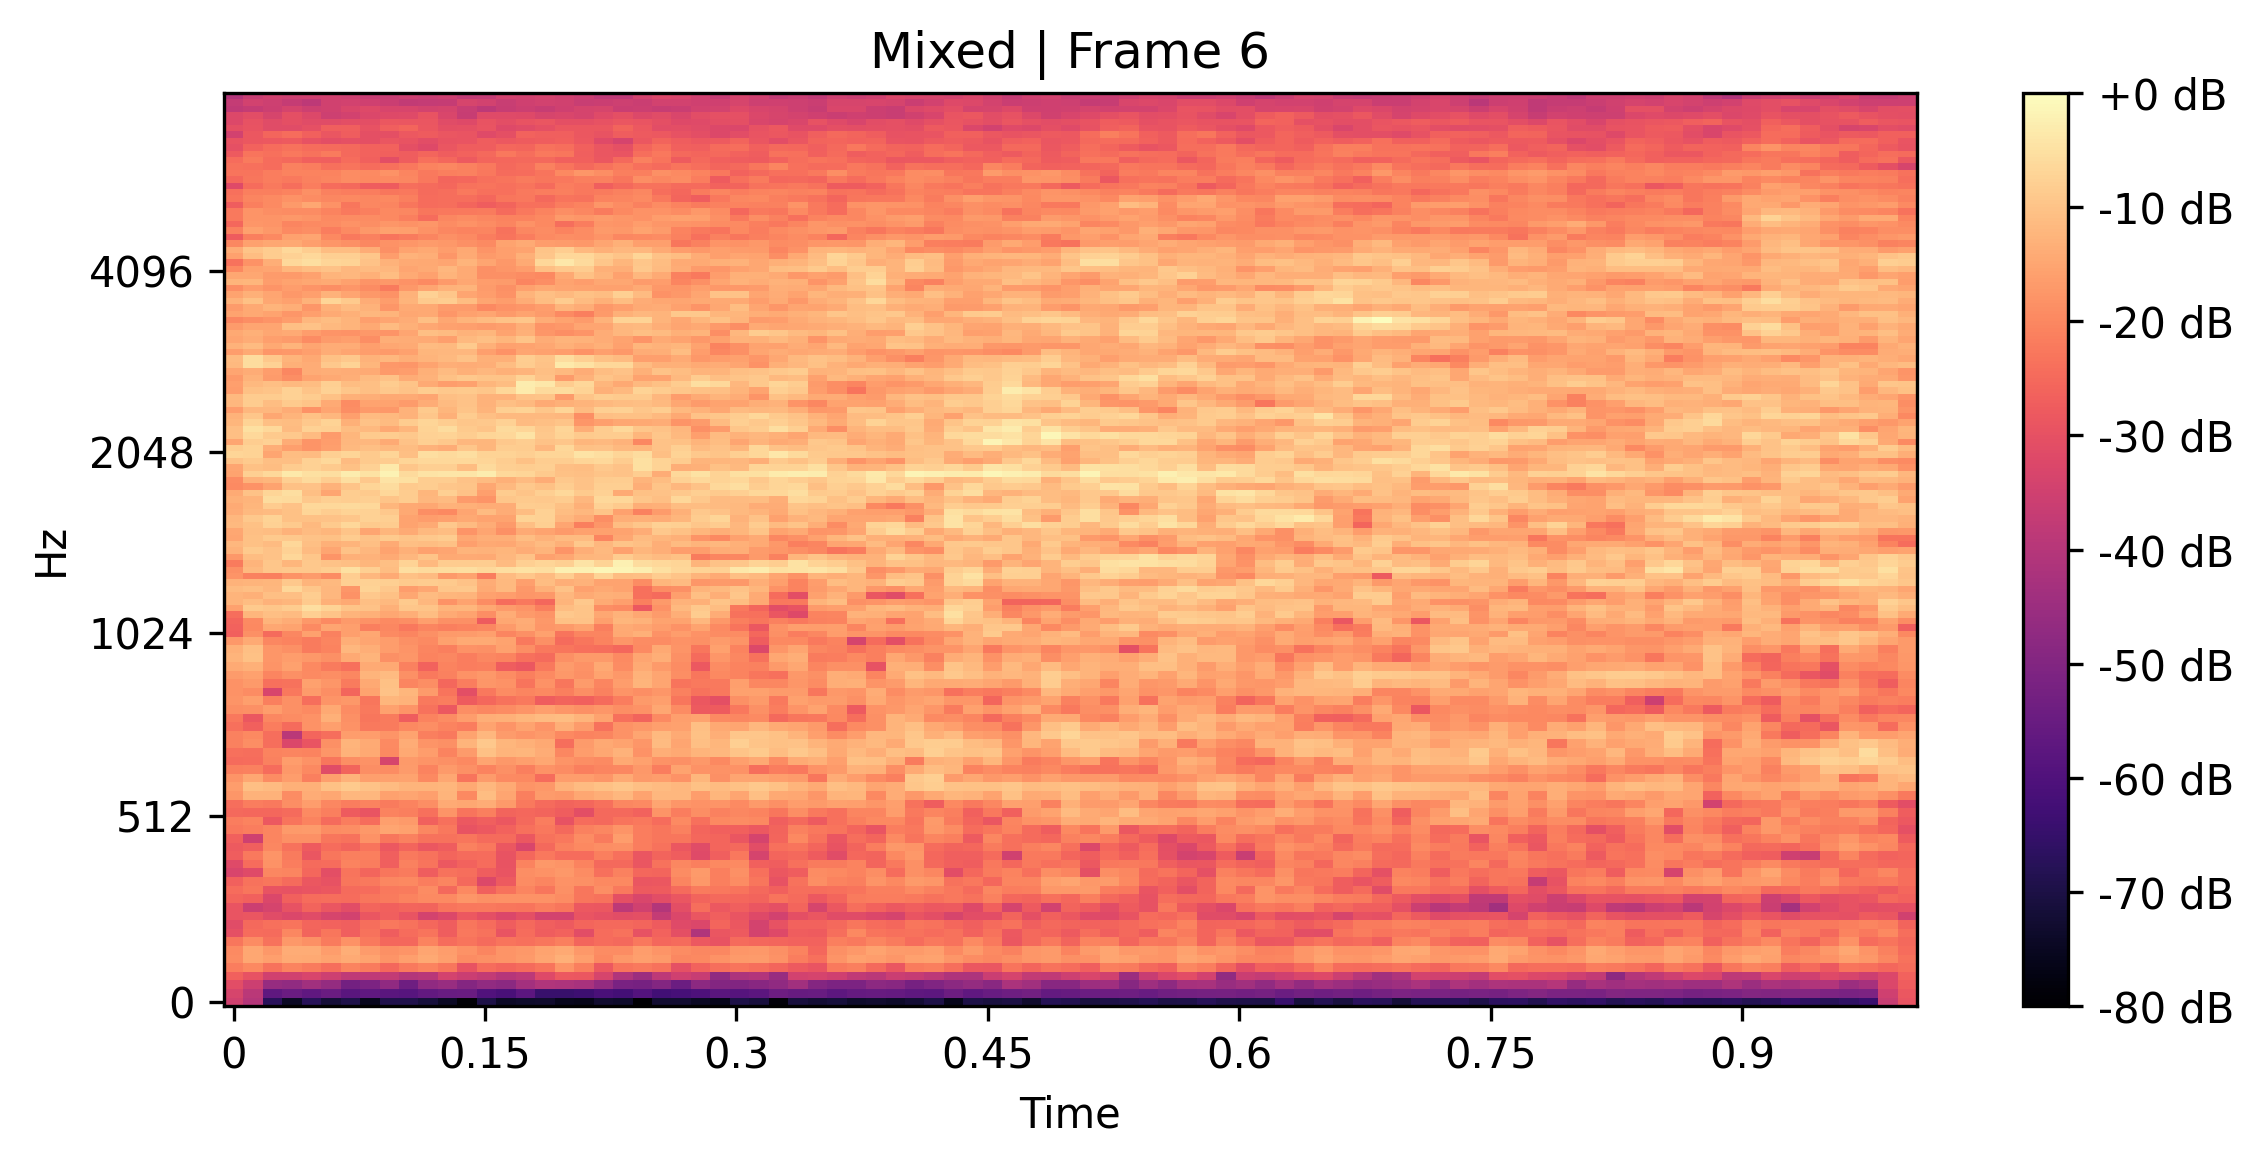 Mixed | Frame 6
+0 dB
-10 dB
-20 dB
-30 dB
-40 dB
-50 dB
-60 dB
-70 dB
-80 dB
4096
2048
1024
512
0
Hz
0 0.15 0.3 0.45 0.6 0.75 0.9
Time